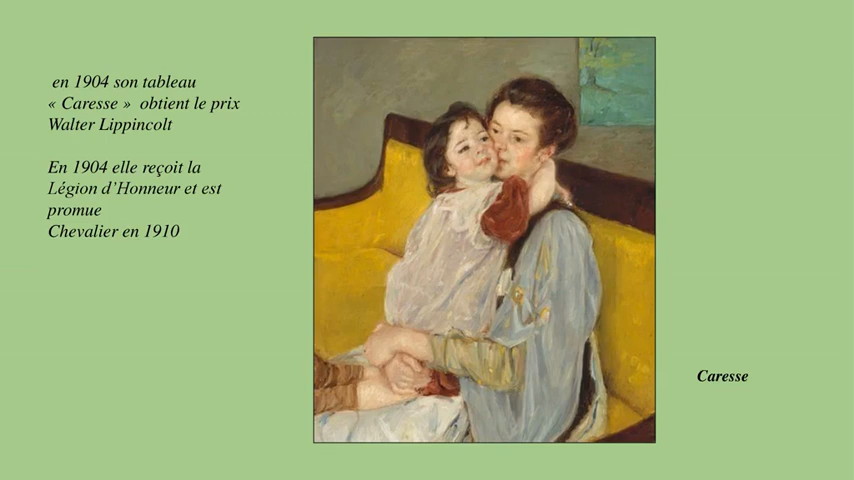 en 1904 son tableau
« Caresse »  obtient le prix
Walter Lippincolt
En 1904 elle reçoit la
Légion d’Honneur et est
promue
Chevalier en 1910
Caresse